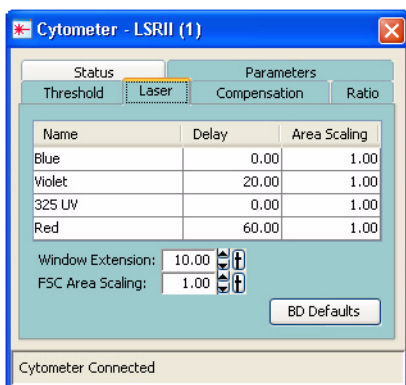 Cytometer - LSRII (1)
Status Parameters
Threshold Laser Compensation Ratio
Name Delay Area Scaling
Blue 0.00 1.00
Violet 20.00 1.00
325 UV 0.00 1.00
Red 60.00 1.00
Window Extension: 10.00
FSC Area Scaling: 1.00
BD Defaults
Cytometer Connected